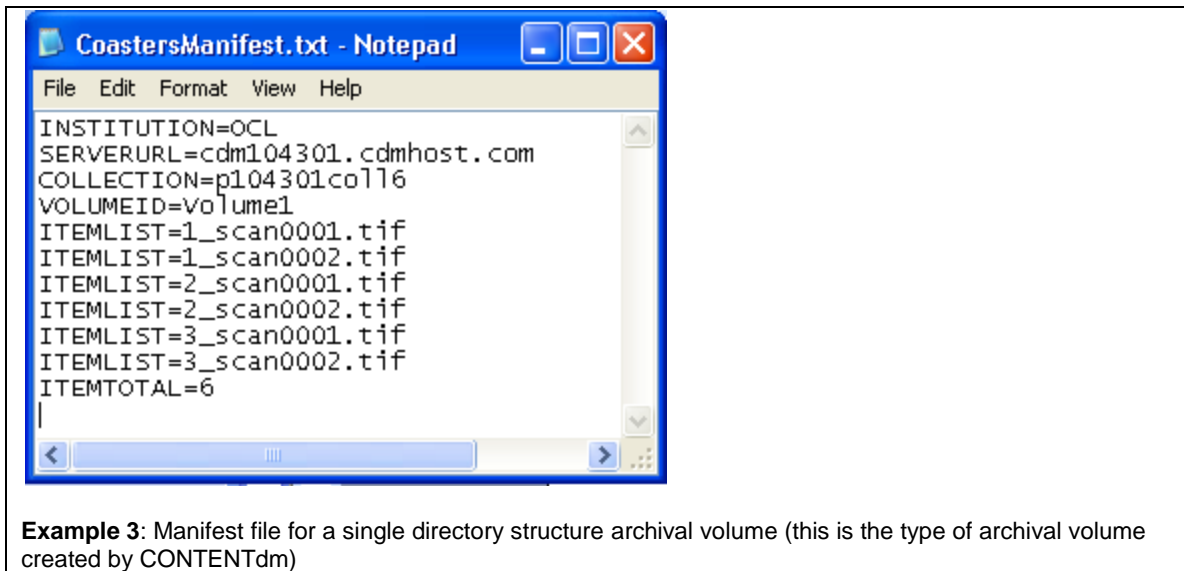 CoastersManifest.txt - Notepad
File Edit Format View Help
INSTITUTION=OCL
SERVERURL=cdm104301.cdmhost.com
COLLECTION=p104301coll6
VOLUMEID=Volume1
ITEMLIST=1_scan0001.tif
ITEMLIST=1_scan0002.tif
ITEMLIST=2_scan0001.tif
ITEMLIST=2_scan0002.tif
ITEMLIST=3_scan0001.tif
ITEMLIST=3_scan0002.tif
ITEMTOTAL=6
Example 3: Manifest file for a single directory structure archival volume (this is the type of archival volume
created by CONTENTdm)